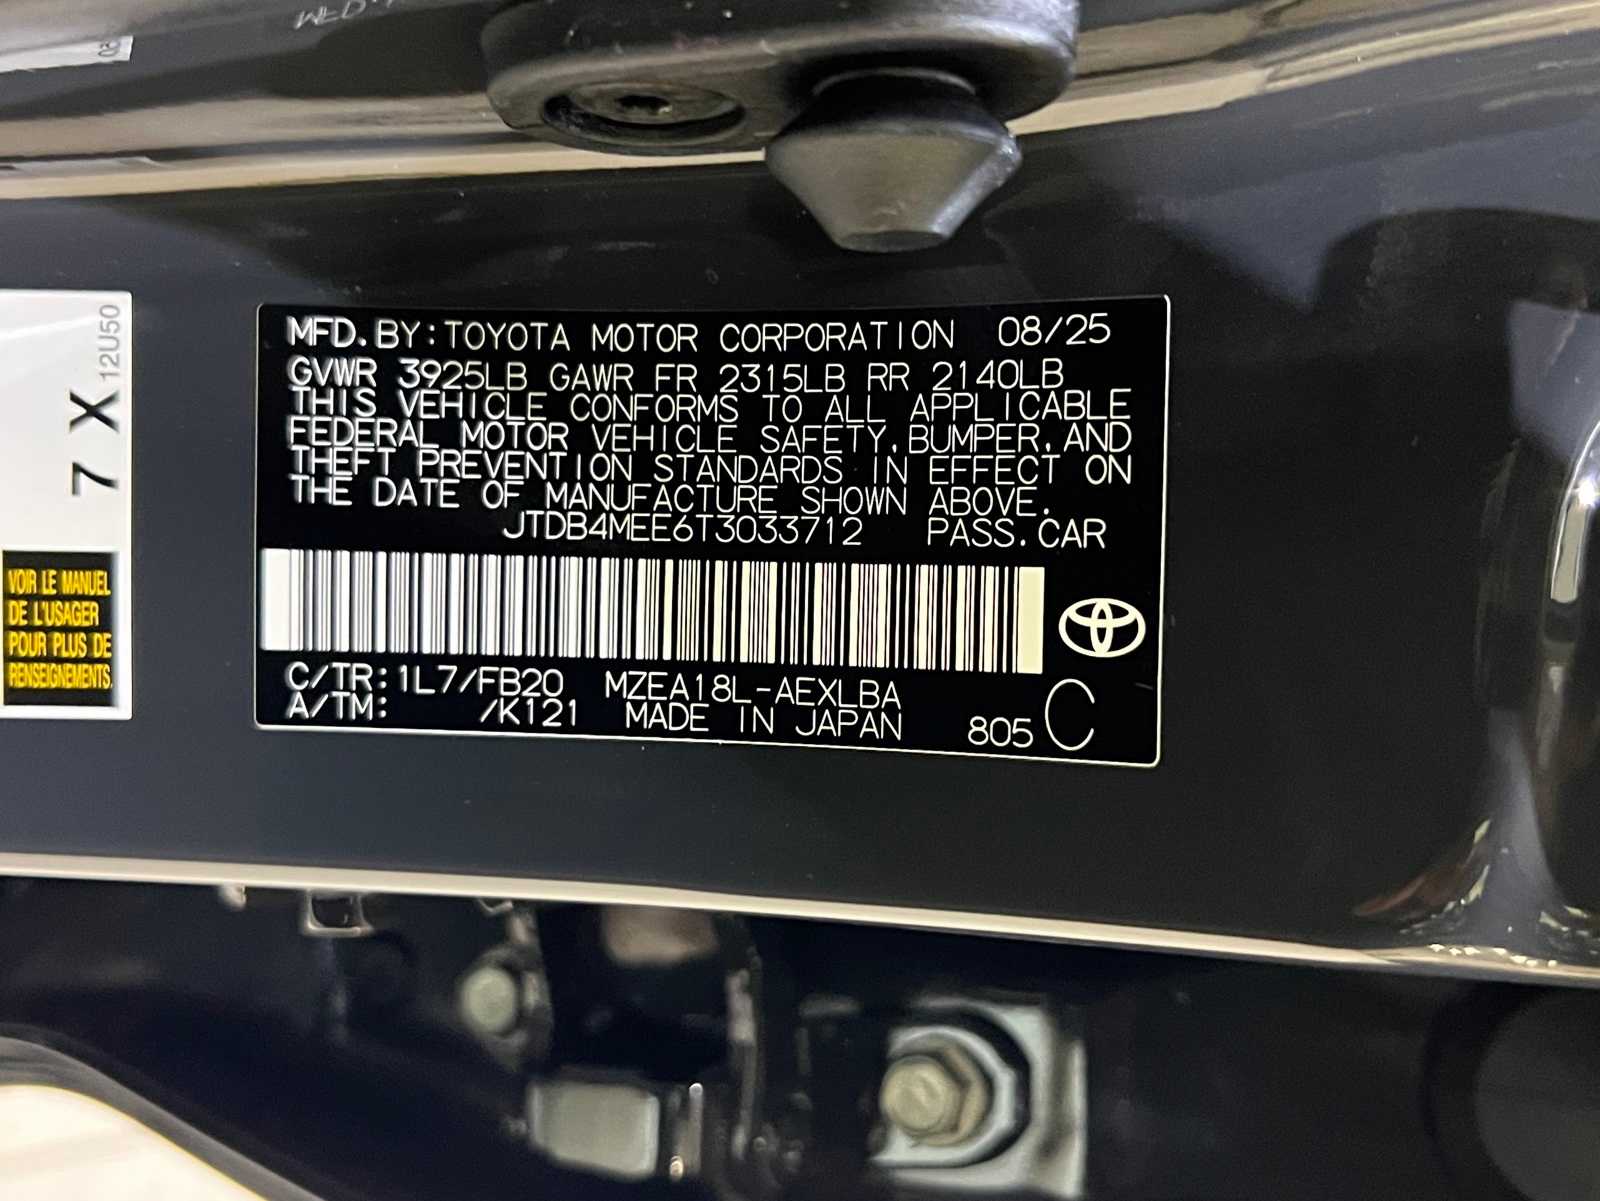 MFD. BY: TOYOTA MOTOR CORPORATION 08/25
GVWR 3925LB GAWR FR 2315LB RR 2140LB
THIS VEHICLE CONFORMS TO ALL APPLICABLE
FEDERAL MOTOR VEHICLE SAFETY, BUMPER, AND
THEFT PREVENTION STANDARDS IN EFFECT ON
THE DATE OF MANUFACTURE SHOWN ABOVE.
JTDB4MEE6T3033712 PASS. CAR
C/TR: 1L7/FB20 MZEA18L-AEXLBA
A/TM: /K121 MADE IN JAPAN 805 C
7 X
12U50
VOIR LE MANUEL
DE L'USAGER
POUR PLUS DE
RENSEIGNEMENTS.